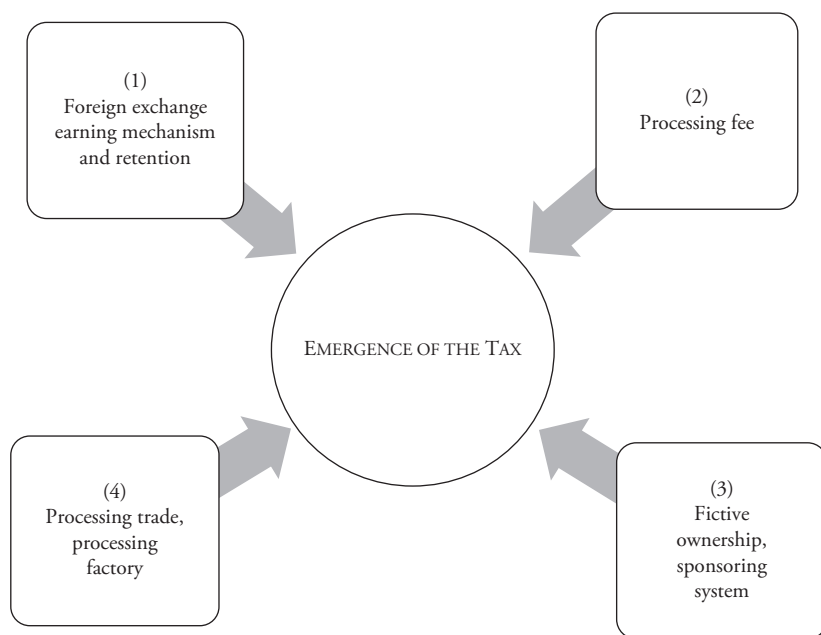 (1)
Foreign exchange
earning mechanism
and retention
(2)
Processing fee
EMERGENCE OF THE TAX
(4)
Processing trade,
processing
factory
(3)
Fictive
ownership,
sponsoring
system